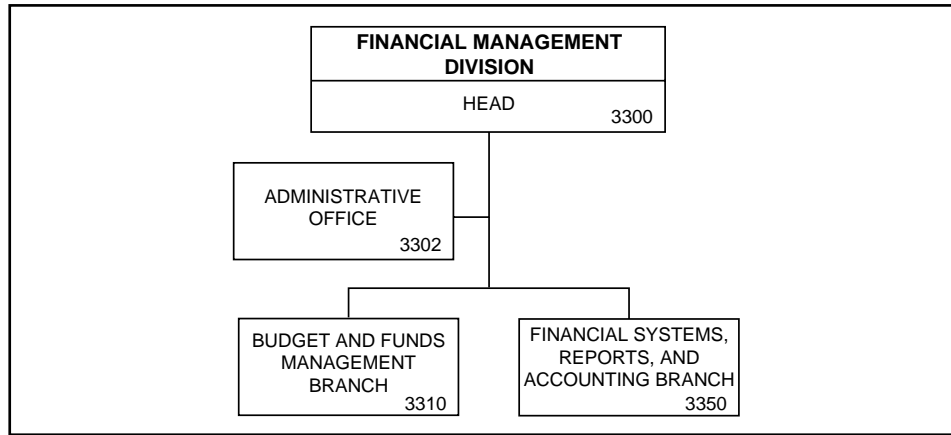 FINANCIAL MANAGEMENT
DIVISION
HEAD
3300
ADMINISTRATIVE
OFFICE
3302
BUDGET AND FUNDS
MANAGEMENT
BRANCH
3310
FINANCIAL SYSTEMS,
REPORTS, AND
ACCOUNTING BRANCH
3350